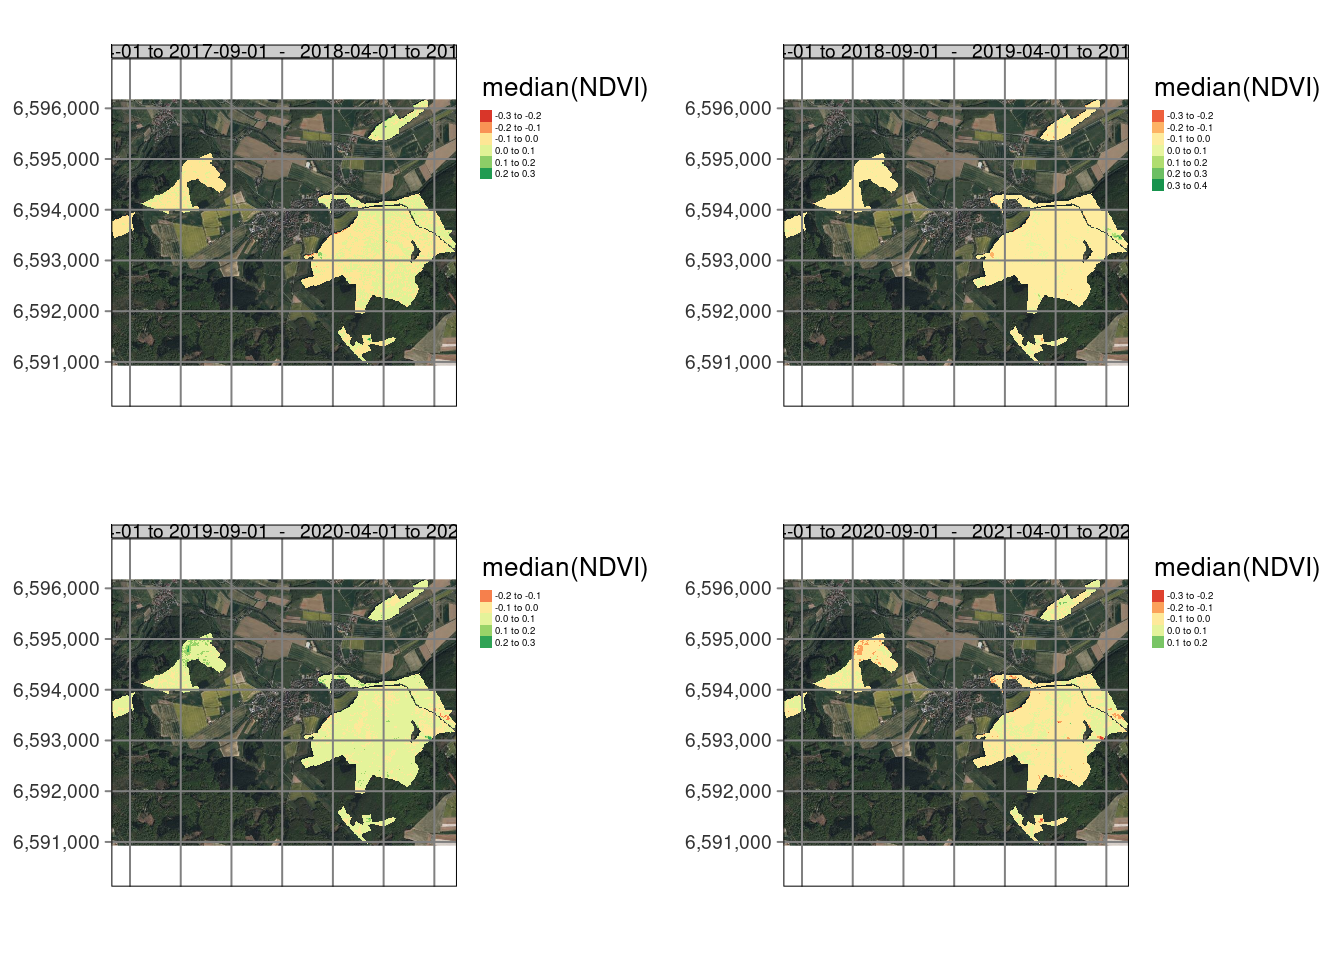 -01 to 2017-09-01 - 2018-04-01 to 201
median(NDVI)
-0.3 to -0.2
-0.2 to -0.1
-0.1 to 0.0
0.0 to 0.1
0.1 to 0.2
0.2 to 0.3
6,596,000
6,595,000
6,594,000
6,593,000
6,592,000
6,591,000
-01 to 2018-09-01 - 2019-04-01 to 201
median(NDVI)
-0.3 to -0.2
-0.2 to -0.1
-0.1 to 0.0
0.0 to 0.1
0.1 to 0.2
0.2 to 0.3
0.3 to 0.4
6,596,000
6,595,000
6,594,000
6,593,000
6,592,000
6,591,000
-01 to 2019-09-01 - 2020-04-01 to 202
median(NDVI)
-0.2 to -0.1
-0.1 to 0.0
0.0 to 0.1
0.1 to 0.2
0.2 to 0.3
6,596,000
6,595,000
6,594,000
6,593,000
6,592,000
6,591,000
-01 to 2020-09-01 - 2021-04-01 to 202
median(NDVI)
-0.3 to -0.2
-0.2 to -0.1
-0.1 to 0.0
0.0 to 0.1
0.1 to 0.2
6,596,000
6,595,000
6,594,000
6,593,000
6,592,000
6,591,000